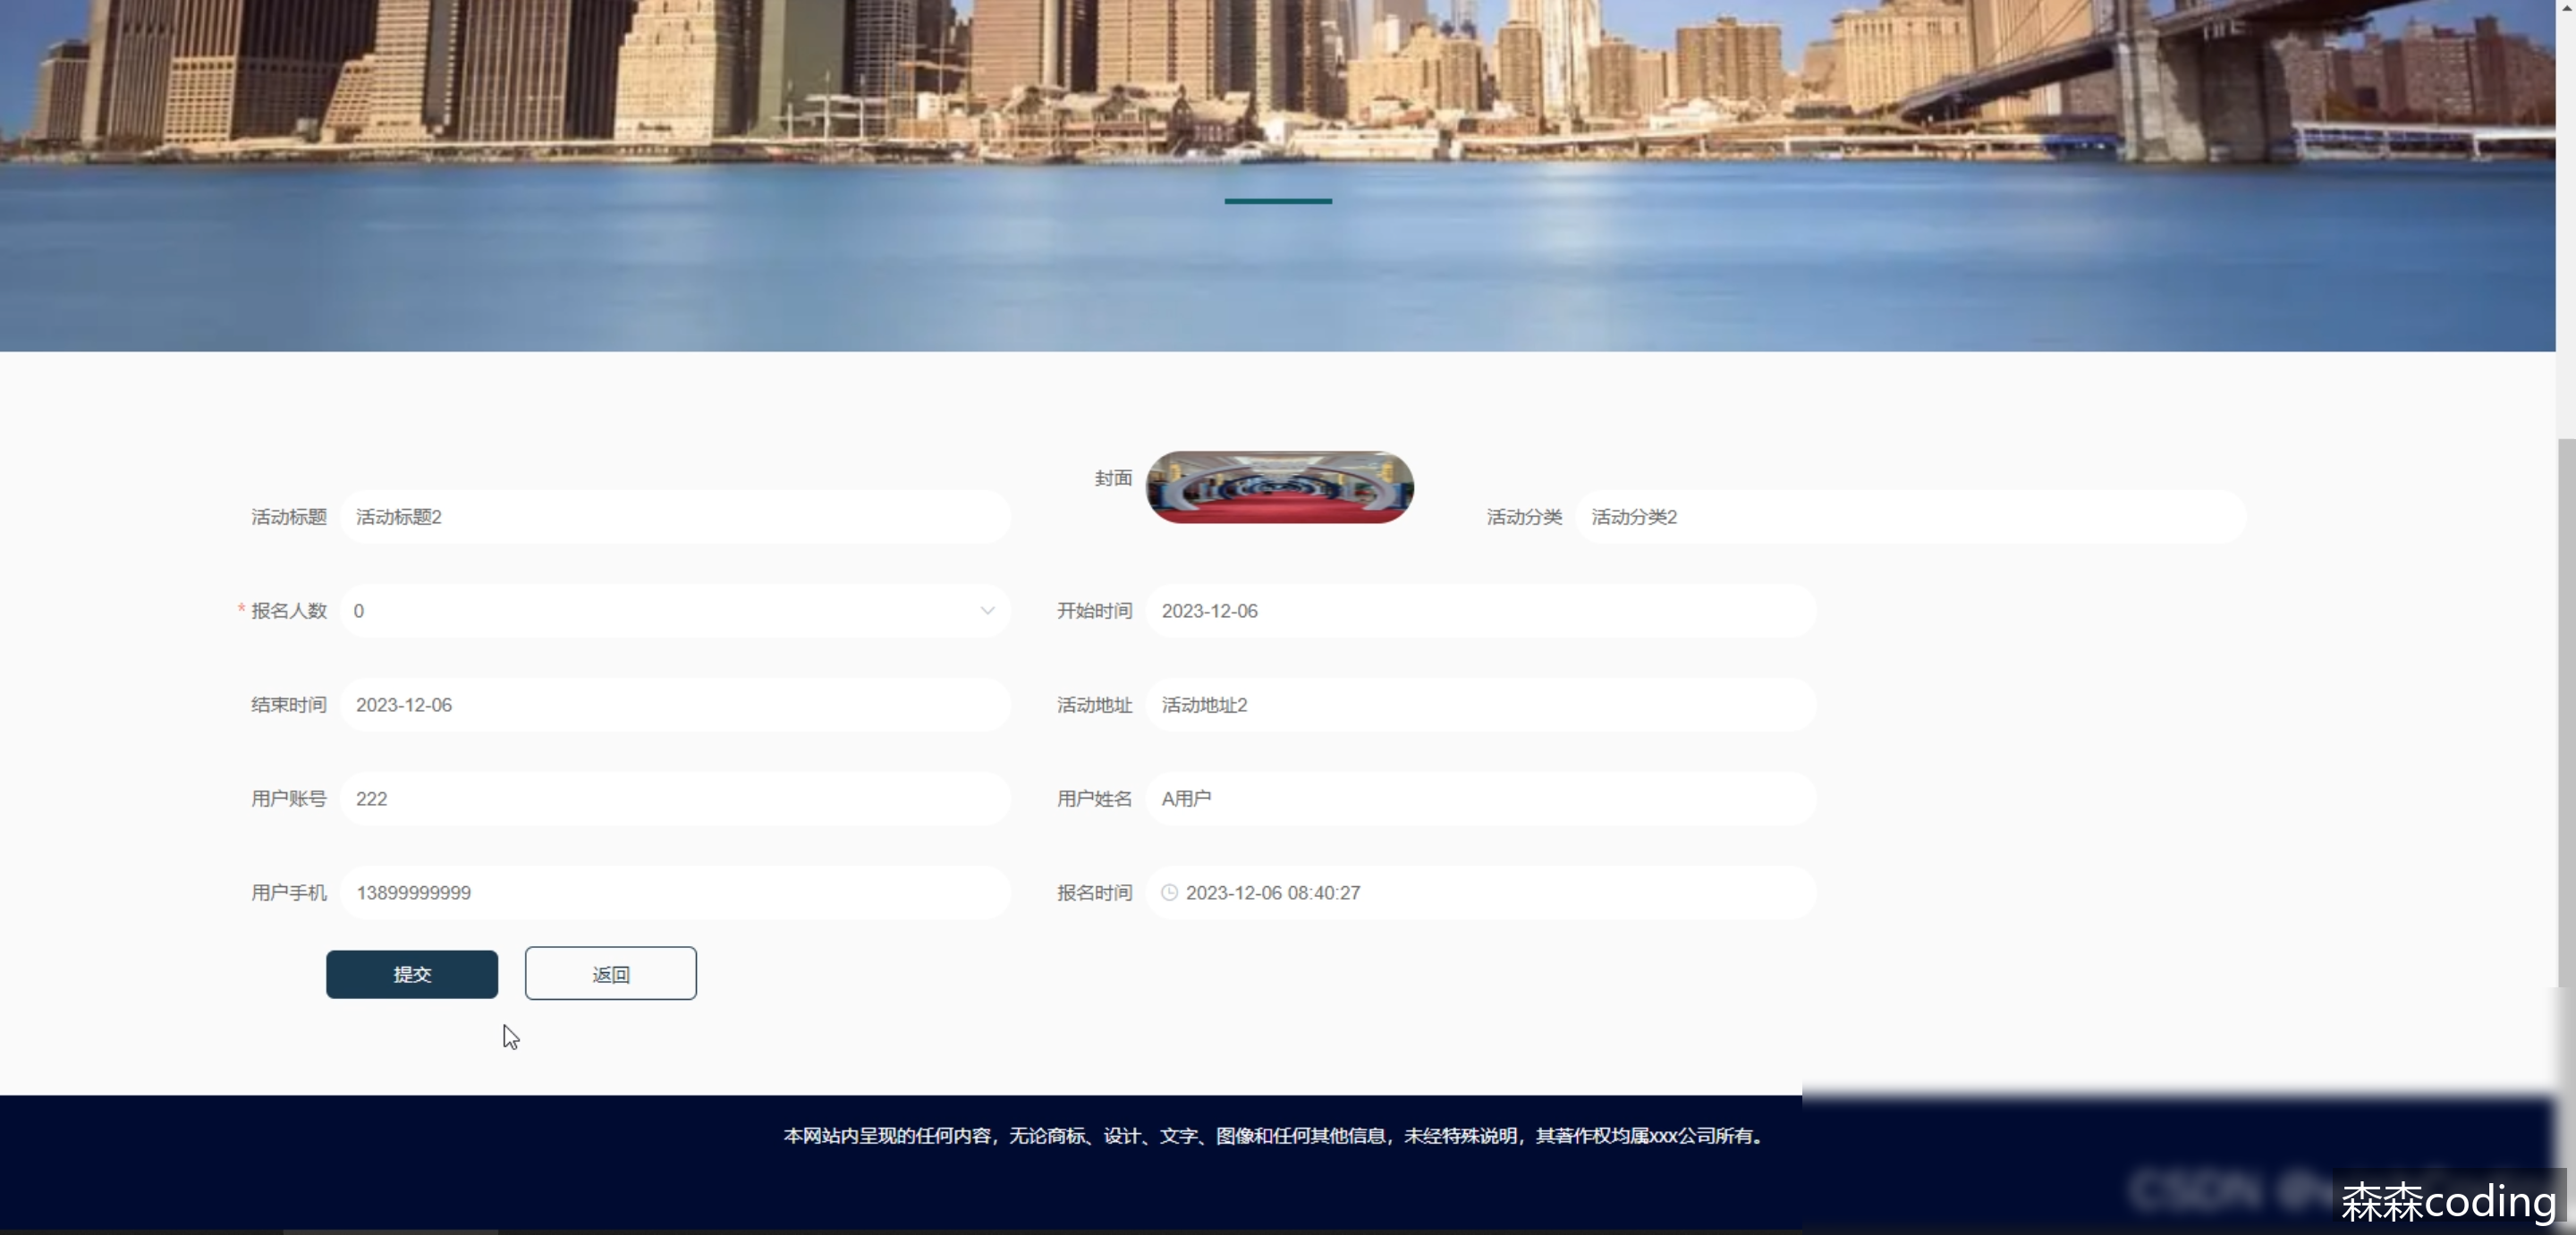 封面
活动标题 活动标题2 活动分类 活动分类2
* 报名人数 0 开始时间 2023-12-06
结束时间 2023-12-06 活动地址 活动地址2
用户账号 222 用户姓名 A用户
用户手机 13899999999 报名时间 2023-12-06 08:40:27
提交 返回
本网站内呈现的任何内容，无论商标、设计、文字、图像和任何其他信息，未经特殊说明，其著作权均属xxx公司所有。
CSDN
森森coding